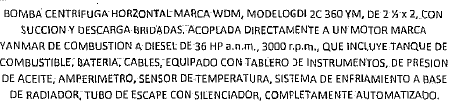 BOMBA CENTRIFUGA HORZONTAL MARCA WDM, MODELOGDI 2C 360 YM, DE 2 ½ x 2, CON
SUCCION Y DESCARGA BRIDADAS, ACOPLADA DIRECTAMENTE A UN MOTOR MARCA
YANMAR DE COMBUSTION A DIESEL DE 36 HP a.n.m., 3000 r.p.m., QUE INCLUYE TANQUE DE
COMBUSTIBLE, BATERIA, CABLES, EQUIPADO CON TABLERO DE INSTRUMENTOS, DE PRESION
DE ACEITE, AMPERIMETRO, SENSOR DE TEMPERATURA, SISTEMA DE ENFRIAMIENTO A BASE
DE RADIADOR, TUBO DE ESCAPE CON SILENCIADOR, COMPLETAMENTE AUTOMATIZADO.